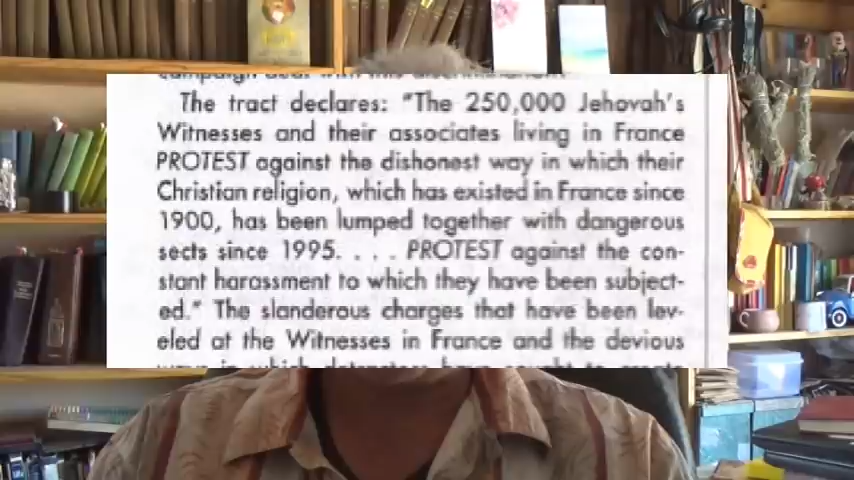 The tract declares: "The 250,000 Jehovah's
Witnesses and their associates living in France
PROTEST against the dishonest way in which their
Christian religion, which has existed in France since
1900, has been lumped together with dangerous
sects since 1995. . . . PROTEST against the con-
stant harassment to which they have been subject-
ed." The slanderous charges that have been lev-
eled at the Witnesses in France and the devious